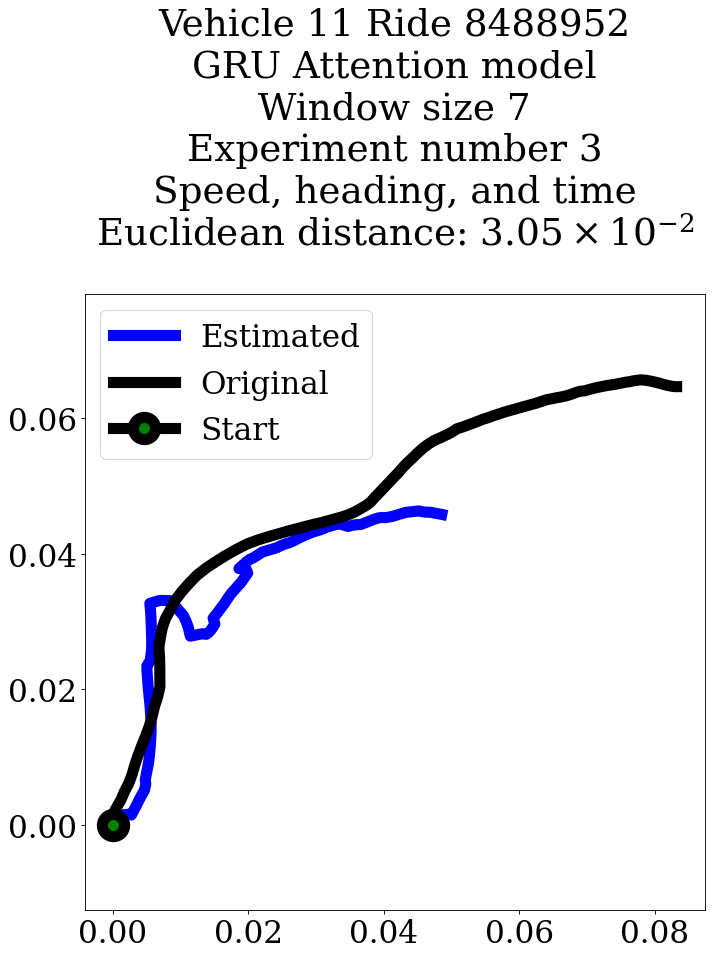 Vehicle 11 Ride 8488952
GRU Attention model
Window size 7
Experiment number 3
Speed, heading, and time
Euclidean distance: 3.05 × 10⁻²
Estimated
Original
Start
0.06
0.04
0.02
0.00
0.00 0.02 0.04 0.06 0.08